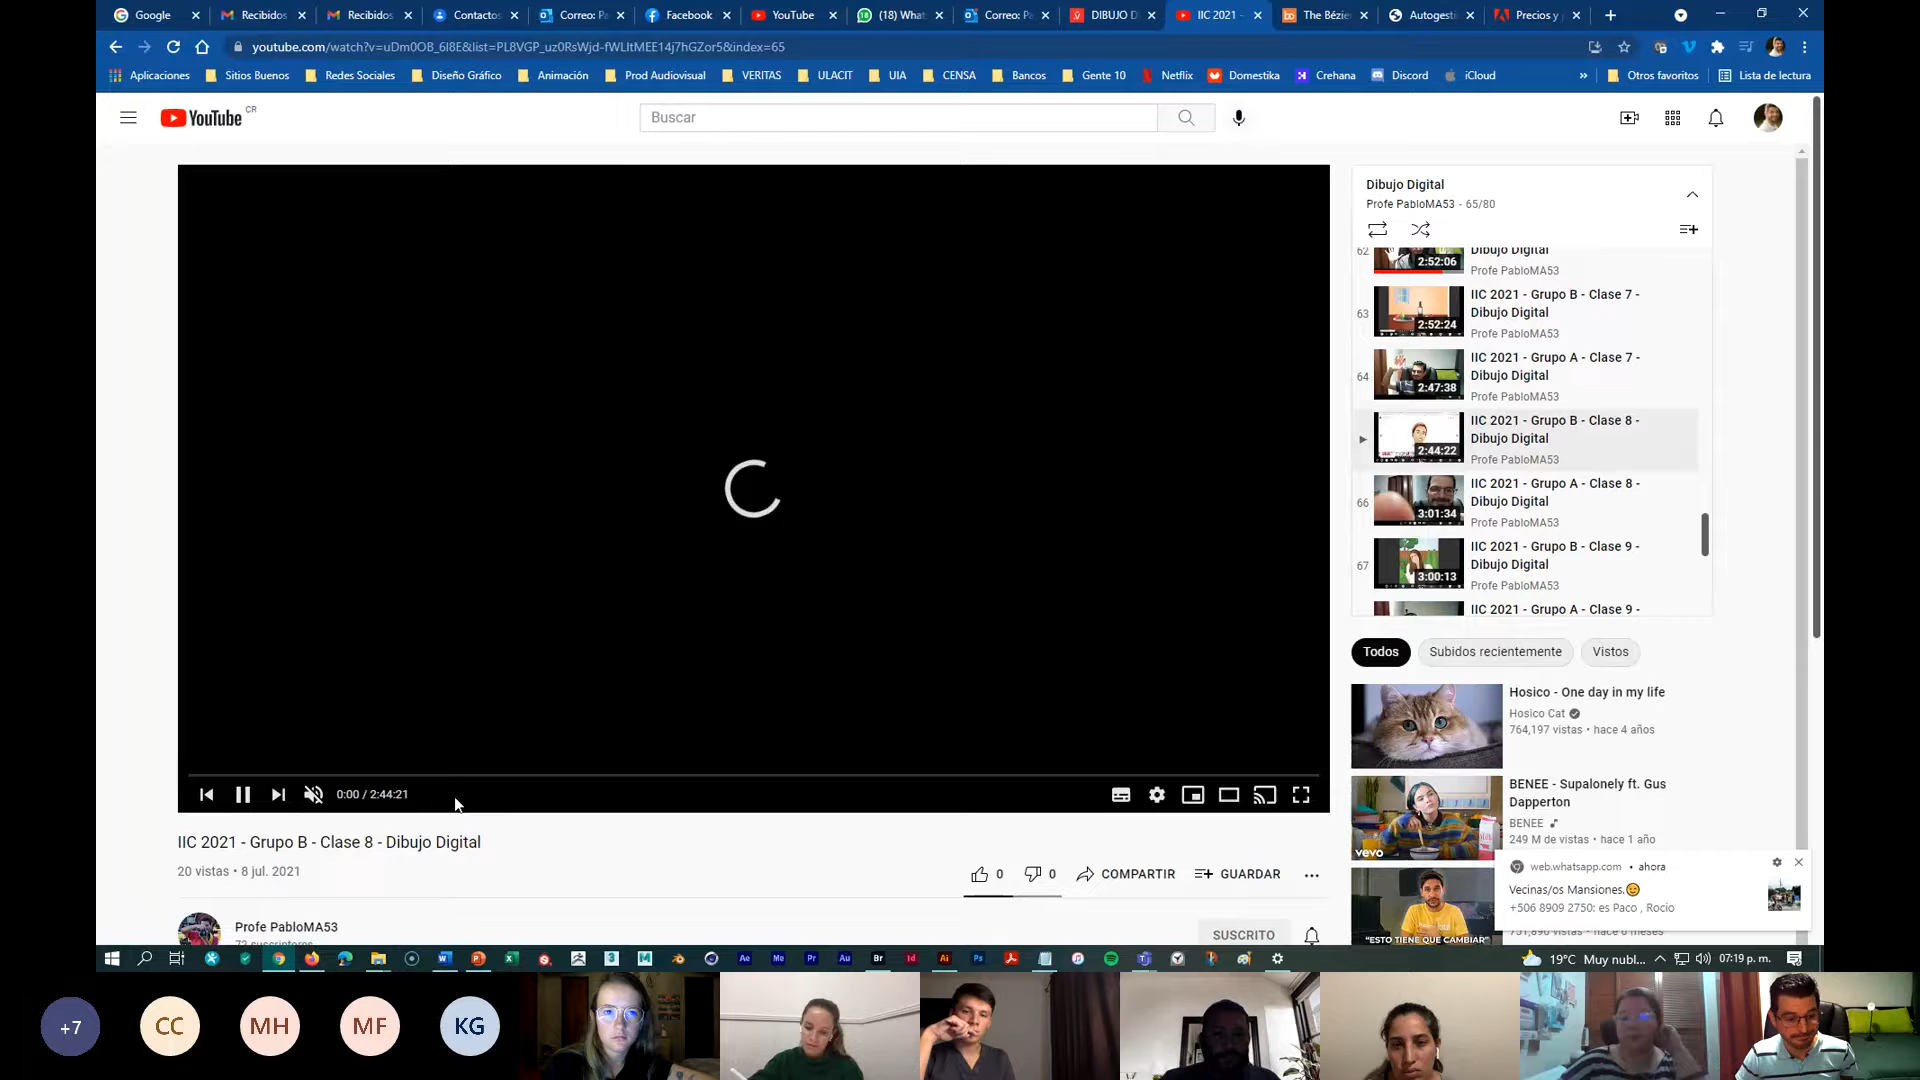 Google
Recibidos
Recibidos
Contactos
Correo: Pa
Facebook
YouTube
(18) What
Correo: Pa
DIBUJO D
IIC 2021 -
The Bézie
Autogesti
Precios y
youtube.com/watch?v=uDm0OB_6I8E&list=PL8VGP_uz0RsWjd-fWLItMEE14j7hGZor5&index=65
Aplicaciones
Sitios Buenos
Redes Sociales
Diseño Gráfico
Animación
Prod Audiovisual
VERITAS
ULACIT
UIA
CENSA
Bancos
Gente 10
Netflix
Domestika
Crehana
Discord
iCloud
»
Otros favoritos
Lista de lectura
YouTube CR
Buscar
Dibujo Digital
Profe PabloMA53 - 65/80
62
2:52:06
Dibujo Digital
Profe PabloMA53
63
2:52:24
IIC 2021 - Grupo B - Clase 7 -
Dibujo Digital
Profe PabloMA53
64
2:47:38
IIC 2021 - Grupo A - Clase 7 -
Dibujo Digital
Profe PabloMA53
2:44:22
IIC 2021 - Grupo B - Clase 8 -
Dibujo Digital
Profe PabloMA53
66
3:01:34
IIC 2021 - Grupo A - Clase 8 -
Dibujo Digital
Profe PabloMA53
67
3:00:13
IIC 2021 - Grupo B - Clase 9 -
Dibujo Digital
Profe PabloMA53
IIC 2021 - Grupo A - Clase 9 -
Todos
Subidos recientemente
Vistos
Hosico - One day in my life
Hosico Cat
764,197 vistas • hace 4 años
BENEE - Supalonely ft. Gus
Dapperton
BENEE
249 M de vistas • hace 1 año
vevo
"ESTO TIENE QUE CAMBIAR"
web.whatsapp.com • ahora
Vecinas/os Mansiones.😉
+506 8909 2750: es Paco , Rocio
0:00 / 2:44:21
IIC 2021 - Grupo B - Clase 8 - Dibujo Digital
20 vistas • 8 jul. 2021
0
0
COMPARTIR
GUARDAR
Profe PabloMA53
72 suscriptores
SUSCRITO
19°C Muy nubl...
07:19 p. m.
+7
CC
MH
MF
KG